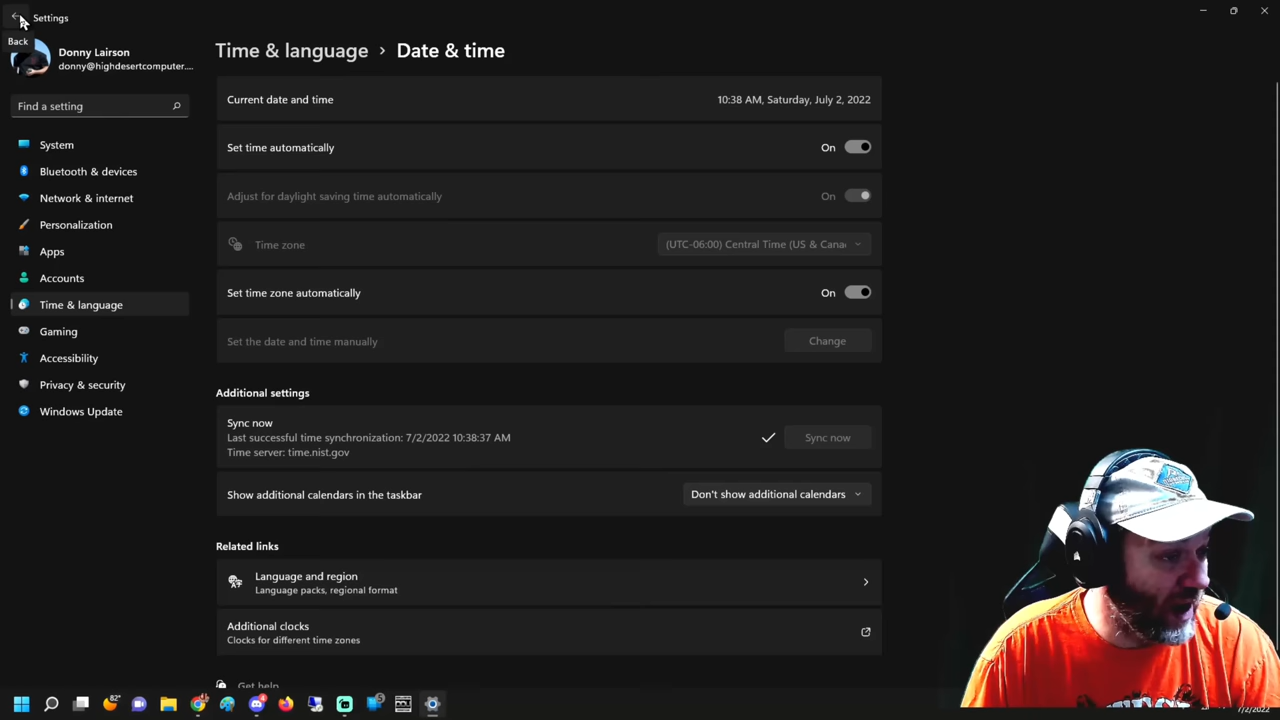 Settings
Back
Donny Lairson
donny@highdesertcomputer....
Find a setting
System
Bluetooth & devices
Network & internet
Personalization
Apps
Accounts
Time & language
Gaming
Accessibility
Privacy & security
Windows Update
Time & language > Date & time
Current date and time 10:38 AM, Saturday, July 2, 2022
Set time automatically On
Adjust for daylight saving time automatically On
Time zone (UTC-06:00) Central Time (US & Cana
Set time zone automatically On
Set the date and time manually Change
Additional settings
Sync now
Last successful time synchronization: 7/2/2022 10:38:37 AM
Time server: time.nist.gov
Sync now
Show additional calendars in the taskbar Don't show additional calendars
Related links
Language and region
Language packs, regional format
Additional clocks
Clocks for different time zones
Get help
82°
7/2/2022